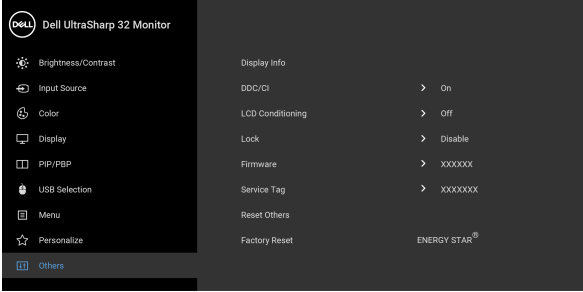 DELL Dell UltraSharp 32 Monitor
Brightness/Contrast
Input Source
Color
Display
PIP/PBP
USB Selection
Menu
Personalize
Others
Display Info
DDC/CI > On
LCD Conditioning > Off
Lock > Disable
Firmware > XXXXXX
Service Tag > XXXXXXX
Reset Others
Factory Reset ENERGY STAR®